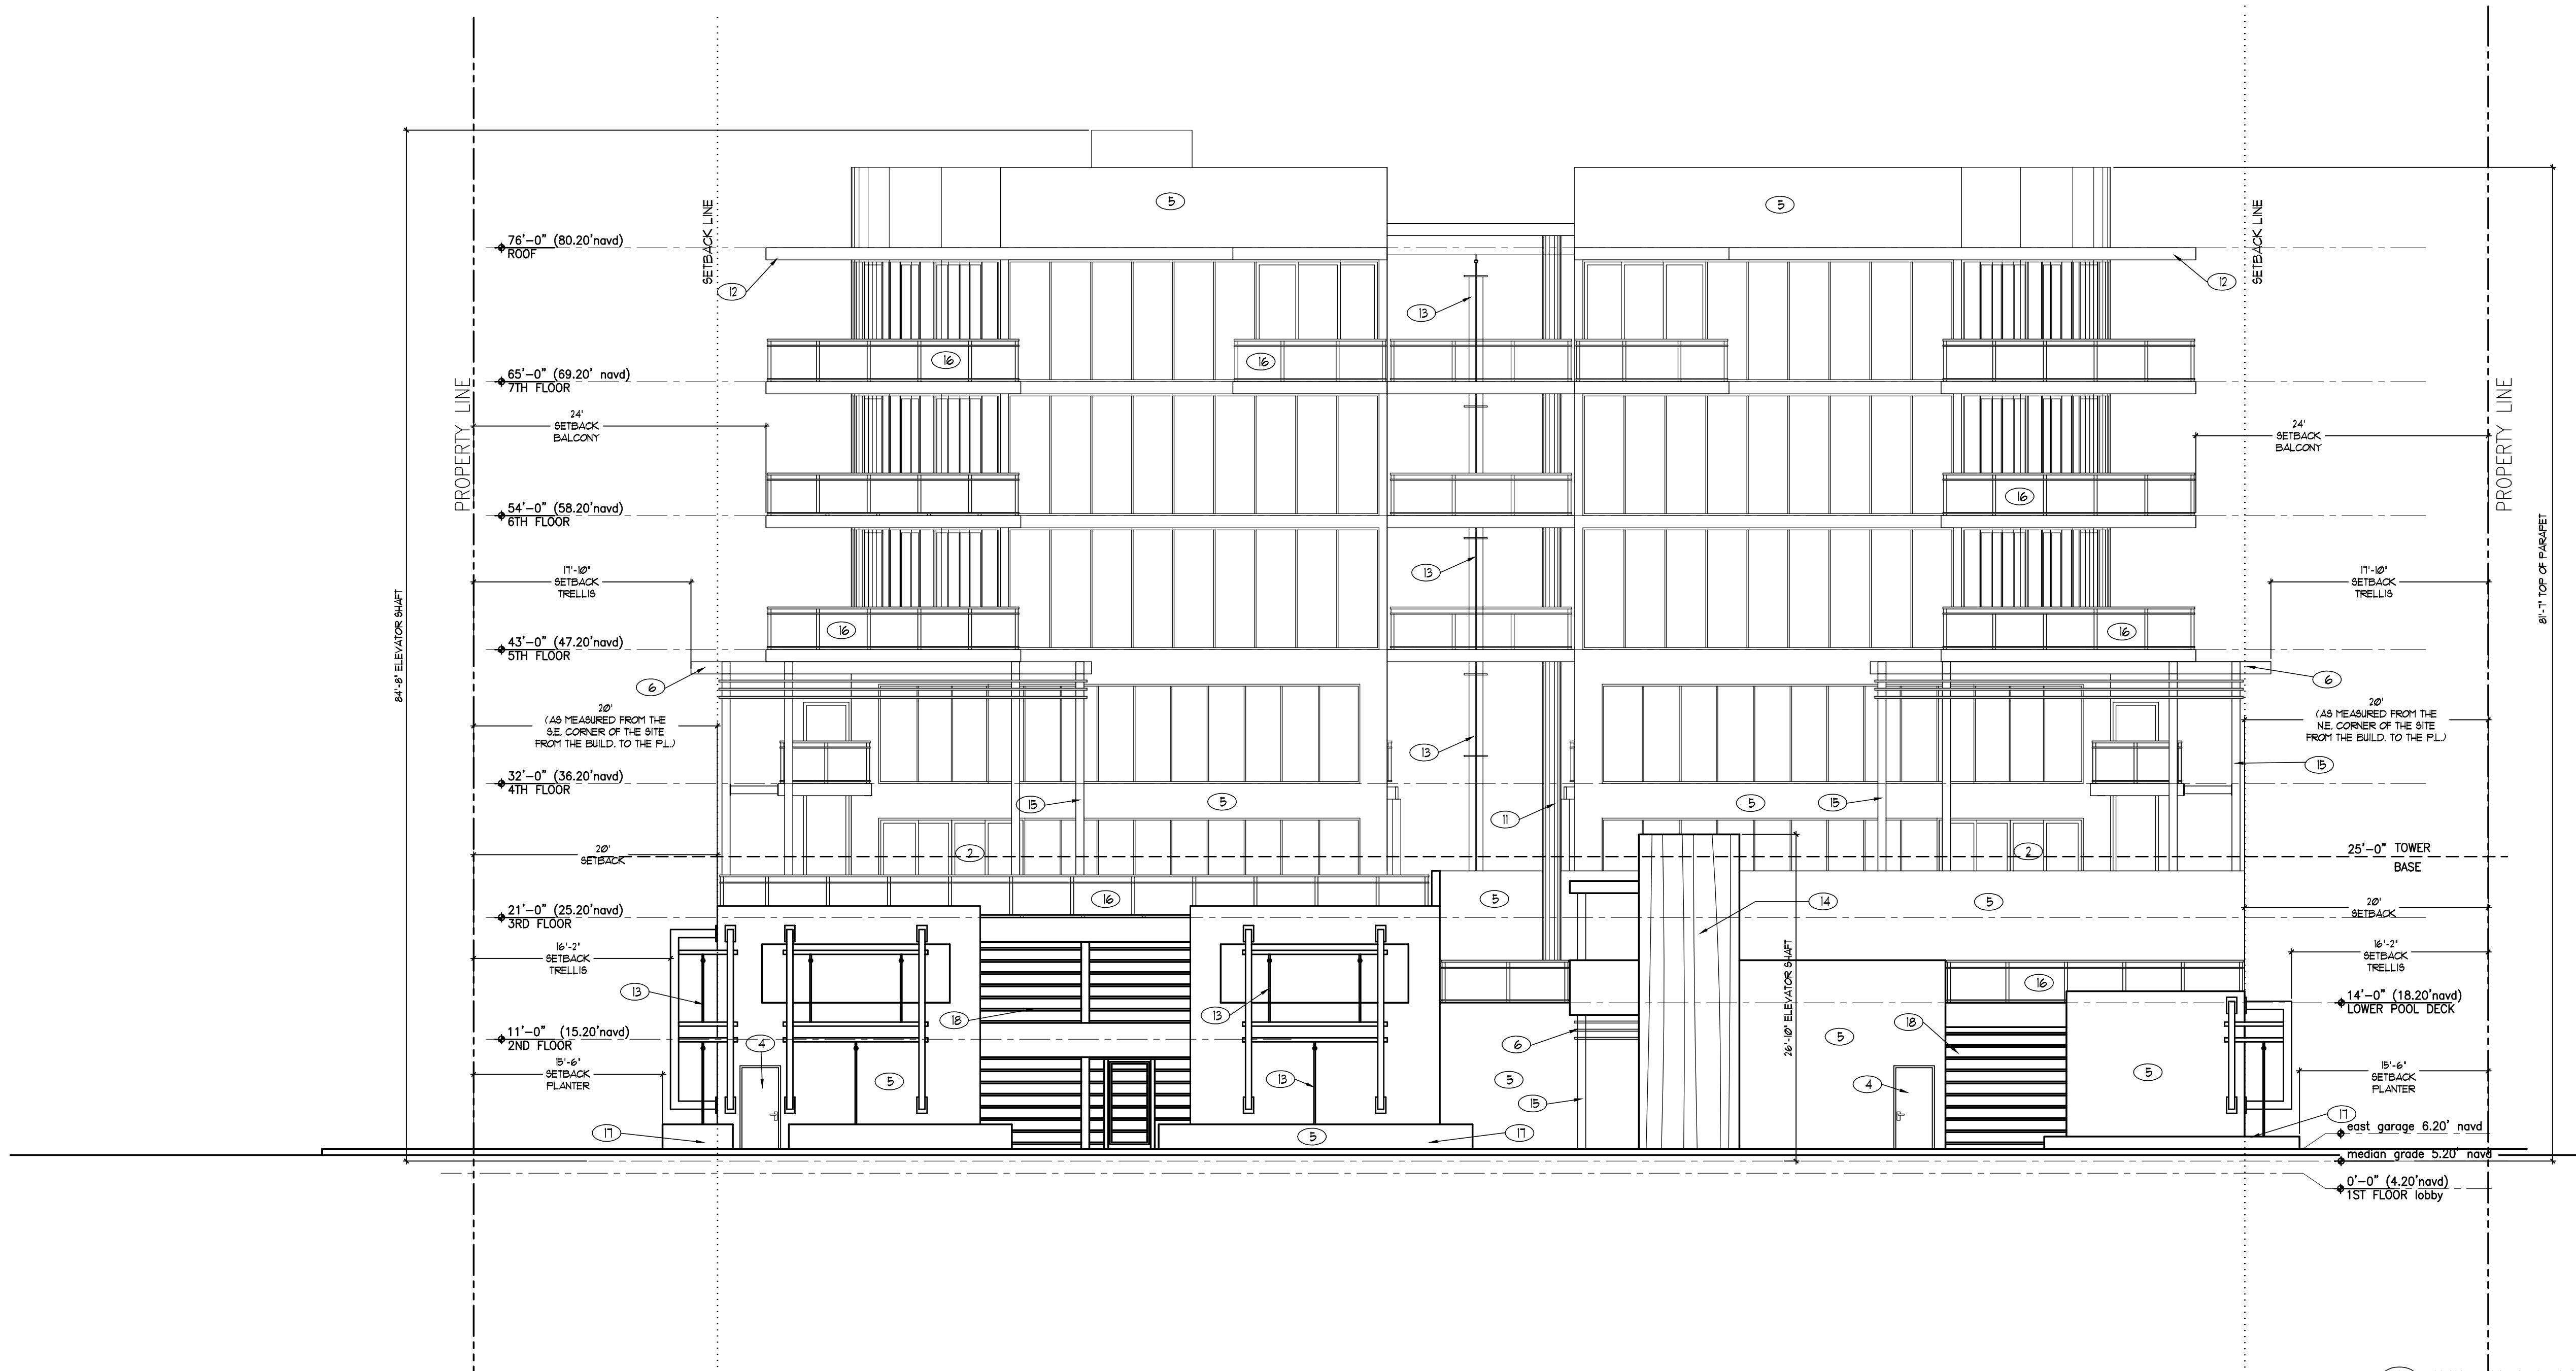 5
5
SETBACK LINE
SETBACK LINE
76'-0" (80.20'navd)
ROOF
12
12
13
16
16
65'-0" (69.20' navd)
7TH FLOOR
PROPERTY LINE
PROPERTY LINE
24'
SETBACK
BALCONY
24'
SETBACK
BALCONY
16
54'-0" (58.20'navd)
6TH FLOOR
81'-7" TOP OF PARAPET
17'-10"
SETBACK
TRELLIS
13
17'-10"
SETBACK
TRELLIS
84'-8" ELEVATOR SHAFT
16
16
43'-0" (47.20'navd)
5TH FLOOR
6
6
20'
(AS MEASURED FROM THE
S.E. CORNER OF THE SITE
FROM THE BUILD. TO THE P.L.)
20'
(AS MEASURED FROM THE
N.E. CORNER OF THE SITE
FROM THE BUILD. TO THE P.L.)
13
15
32'-0" (36.20'navd)
4TH FLOOR
15
5
5
15
11
20'
SETBACK
2
2
25'-0" TOWER
BASE
16
5
14
5
21'-0" (25.20'navd)
3RD FLOOR
20'
SETBACK
16'-2"
SETBACK
TRELLIS
16'-2"
SETBACK
TRELLIS
13
16
14'-0" (18.20'navd)
LOWER POOL DECK
18
13
18
26'-10" ELEVATOR SHAFT
11'-0" (15.20'navd)
2ND FLOOR
4
6
5
15'-6"
SETBACK
PLANTER
5
13
5
4
5
15'-6"
SETBACK
PLANTER
15
17
17
5
17
east garage 6.20' navd
median grade 5.20' navd
0'-0" (4.20'navd)
1ST FLOOR lobby